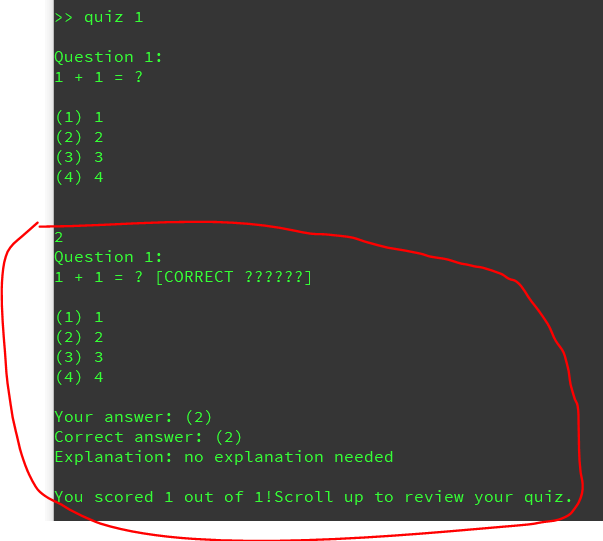 >> quiz 1
Question 1:
1 + 1 = ?
(1) 1
(2) 2
(3) 3
(4) 4
2
Question 1:
1 + 1 = ? [CORRECT ??????]
(1) 1
(2) 2
(3) 3
(4) 4
Your answer: (2)
Correct answer: (2)
Explanation: no explanation needed
You scored 1 out of 1!Scroll up to review your quiz.